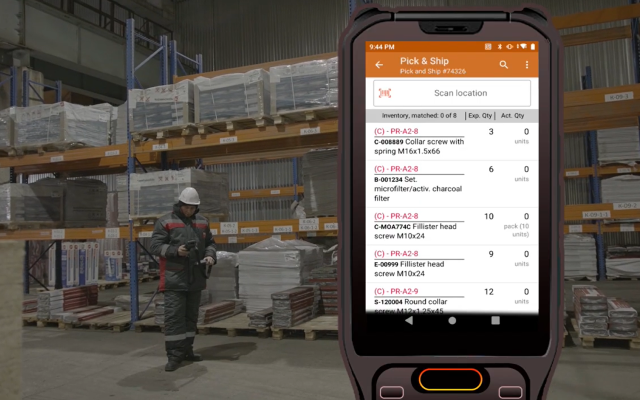 9:44 PM
Pick & Ship
Pick and Ship #74326
Scan location
Inventory, matched: 0 of 8 Exp. Qty Act. Qty
(C) - PR-A2-8 3 0
C-008889 Collar screw with units
spring M16x1.5x66
(C) - PR-A2-8 6 0
B-001234 Set. units
microfilter/activ. charcoal
filter
(C) - PR-A2-8 10 0
C-MOA774C Fillister head pack (10
screw M10x24 units)
(C) - PR-A2-8 9 0
E-00999 Fillister head units
screw M10x24
(C) - PR-A2-9 12 0
S-120004 Round collar units
screw M12x1.25x45